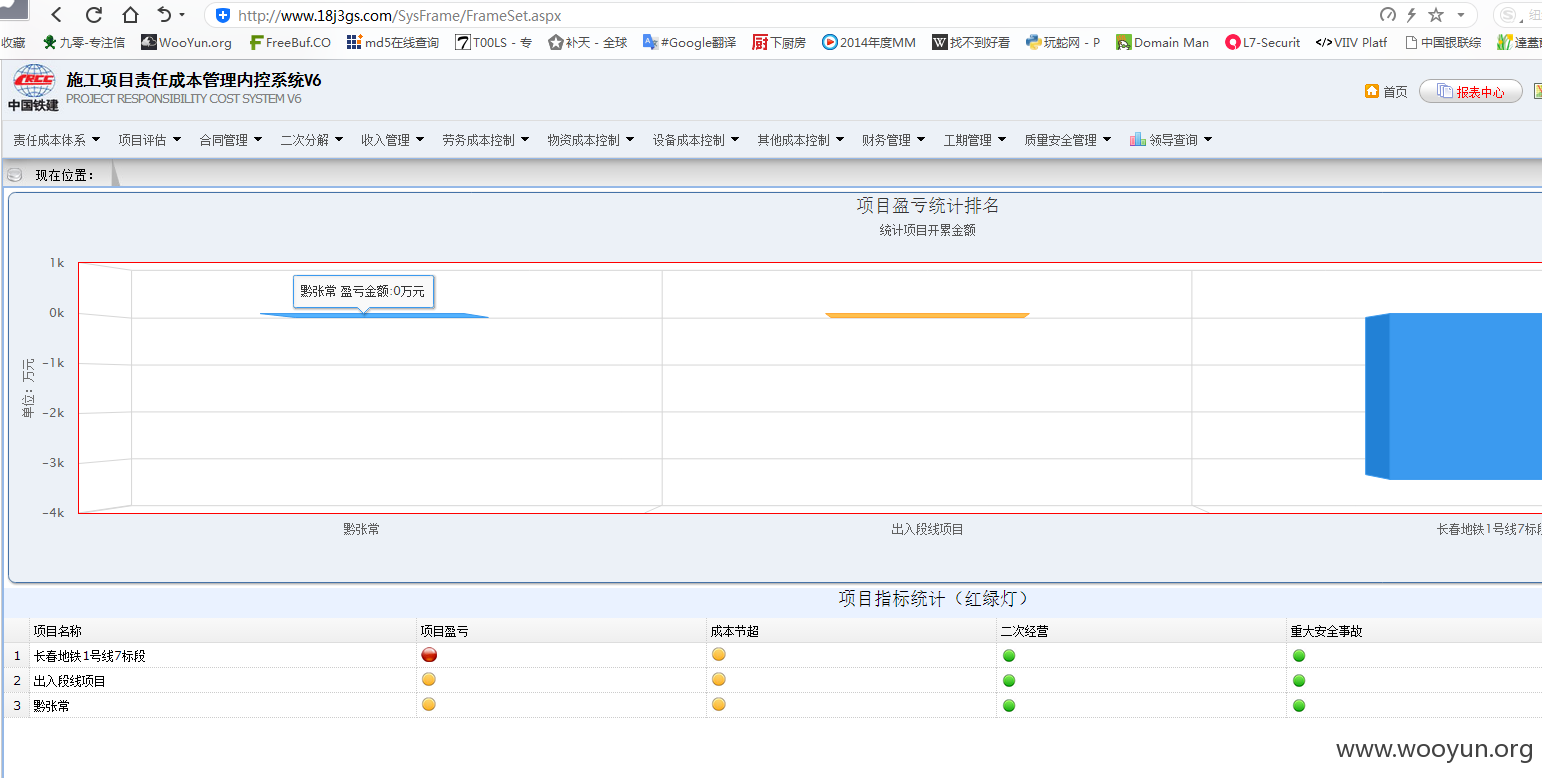 http://www.18j3gs.com/SysFrame/FrameSet.aspx
收藏 九零-专注信 WooYun.org FreeBuf.CO md5在线查询 T00LS - 专 补天 - 全球 #Google翻译 下厨房 2014年度MM 找不到好看 玩蛇网 - P Domain Man L7-Securit VIIV Platf 中国银联综
CRCC
中国铁建
施工项目责任成本管理内控系统V6
PROJECT RESPONSIBILITY COST SYSTEM V6
首页 报表中心
责任成本体系 项目评估 合同管理 二次分解 收入管理 劳务成本控制 物资成本控制 设备成本控制 其他成本控制 财务管理 工期管理 质量安全管理 领导查询
现在位置：
项目盈亏统计排名
统计项目开累金额
单位：万元
1k
0k
-1k
-2k
-3k
-4k
黔张常 盈亏金额:0万元
黔张常 出入段线项目 长春地铁1号线7标段
项目指标统计（红绿灯）
项目名称 项目盈亏 成本节超 二次经营 重大安全事故
1 长春地铁1号线7标段
2 出入段线项目
3 黔张常
www.wooyun.org